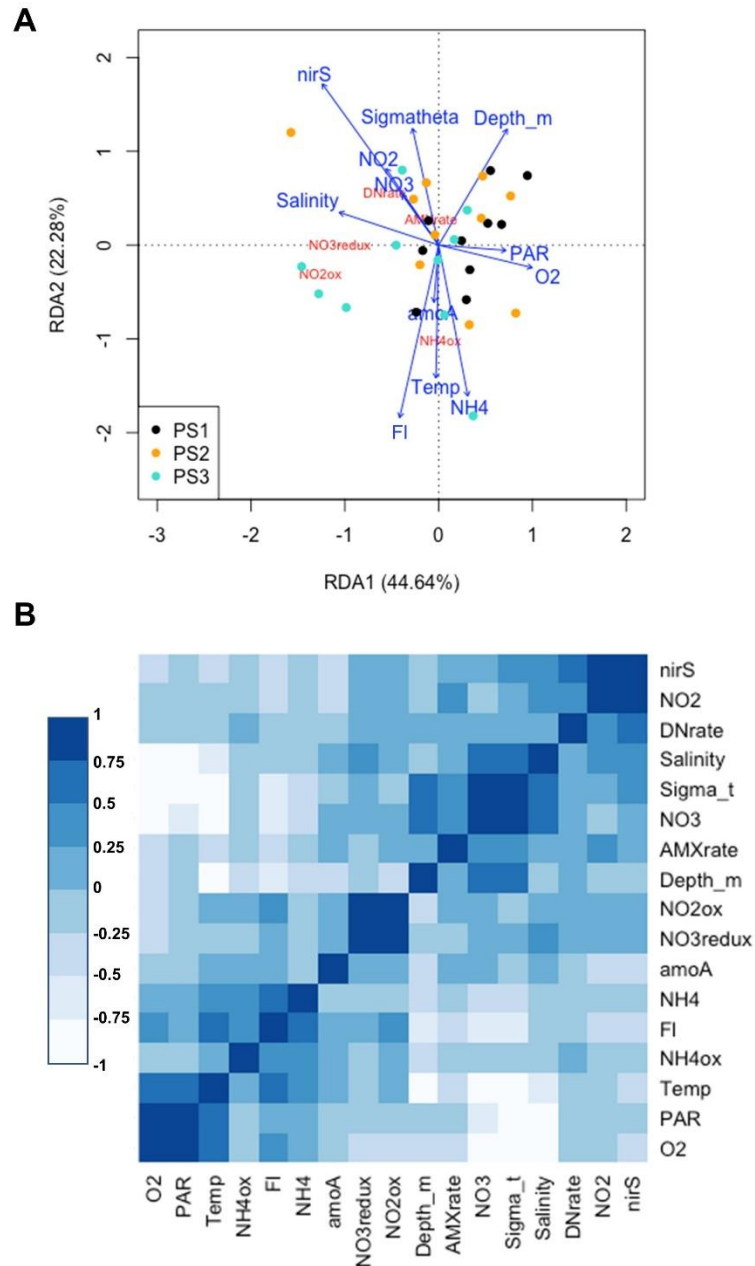 A
nirS
Sigmatheta
Depth_m
NO2
NO3
DNrate
Salinity
AMXrate
NO3redux
PAR
NO2ox
O2
amoA
NH4ox
Temp
NH4
FI
PS1
PS2
PS3
2
1
0
-1
-2
RDA2 (22.28%)
-3 -2 -1 0 1 2
RDA1 (44.64%)
B
1
0.75
0.5
0.25
0
-0.25
-0.5
-0.75
-1
nirS
NO2
DNrate
Salinity
Sigma_t
NO3
AMXrate
Depth_m
NO2ox
NO3redux
amoA
NH4
FI
NH4ox
Temp
PAR
O2
O2 PAR Temp NH4ox FI NH4 amoA NO3redux NO2ox Depth_m AMXrate NO3 Sigma_t Salinity DNrate NO2 nirS